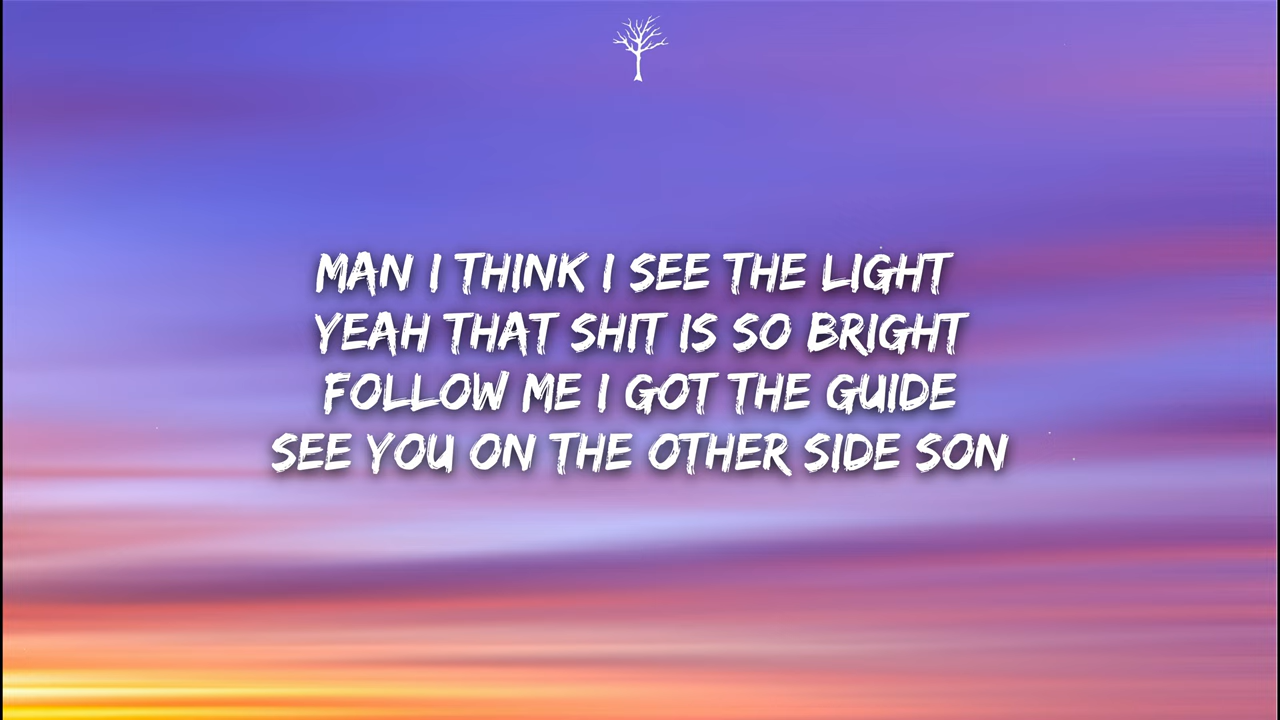 MAN I THINK I SEE THE LIGHT
YEAH THAT SHIT IS SO BRIGHT
FOLLOW ME I GOT THE GUIDE
SEE YOU ON THE OTHER SIDE SON